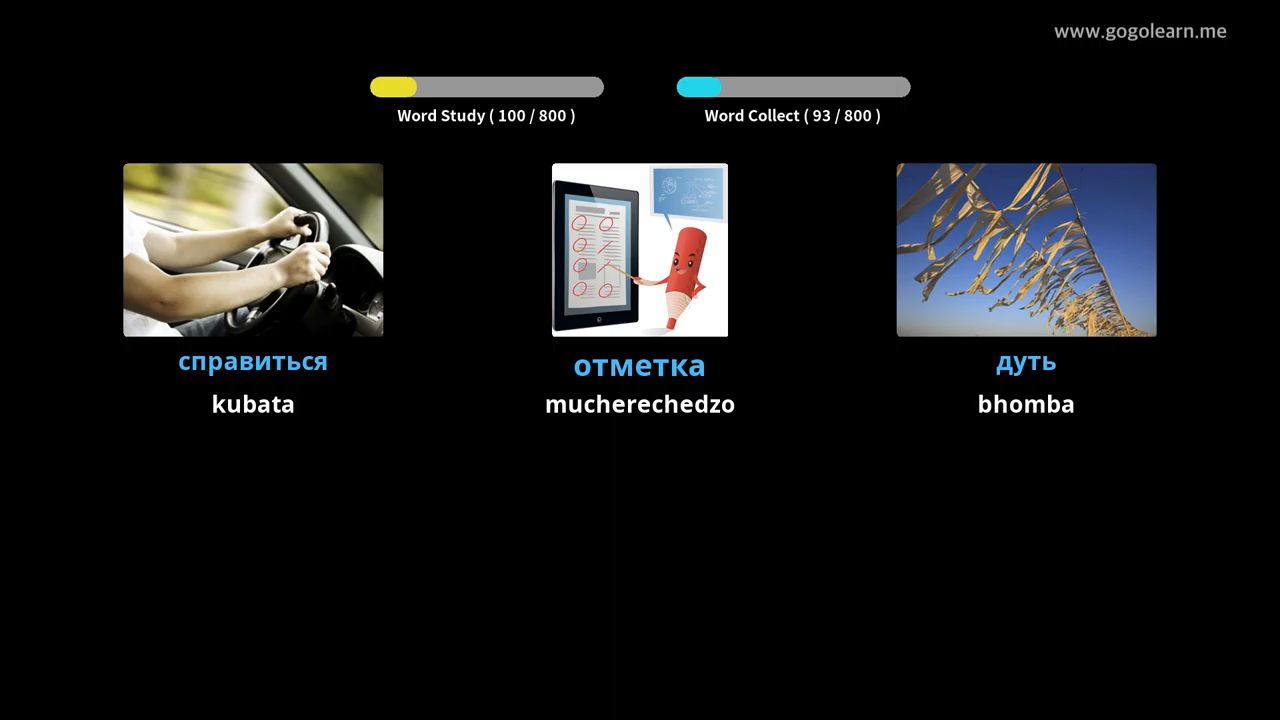 www.gogolearn.me
Word Study ( 100 / 800 )
Word Collect ( 93 / 800 )
справиться
отметка
дуть
kubata
mucherechedzo
bhomba